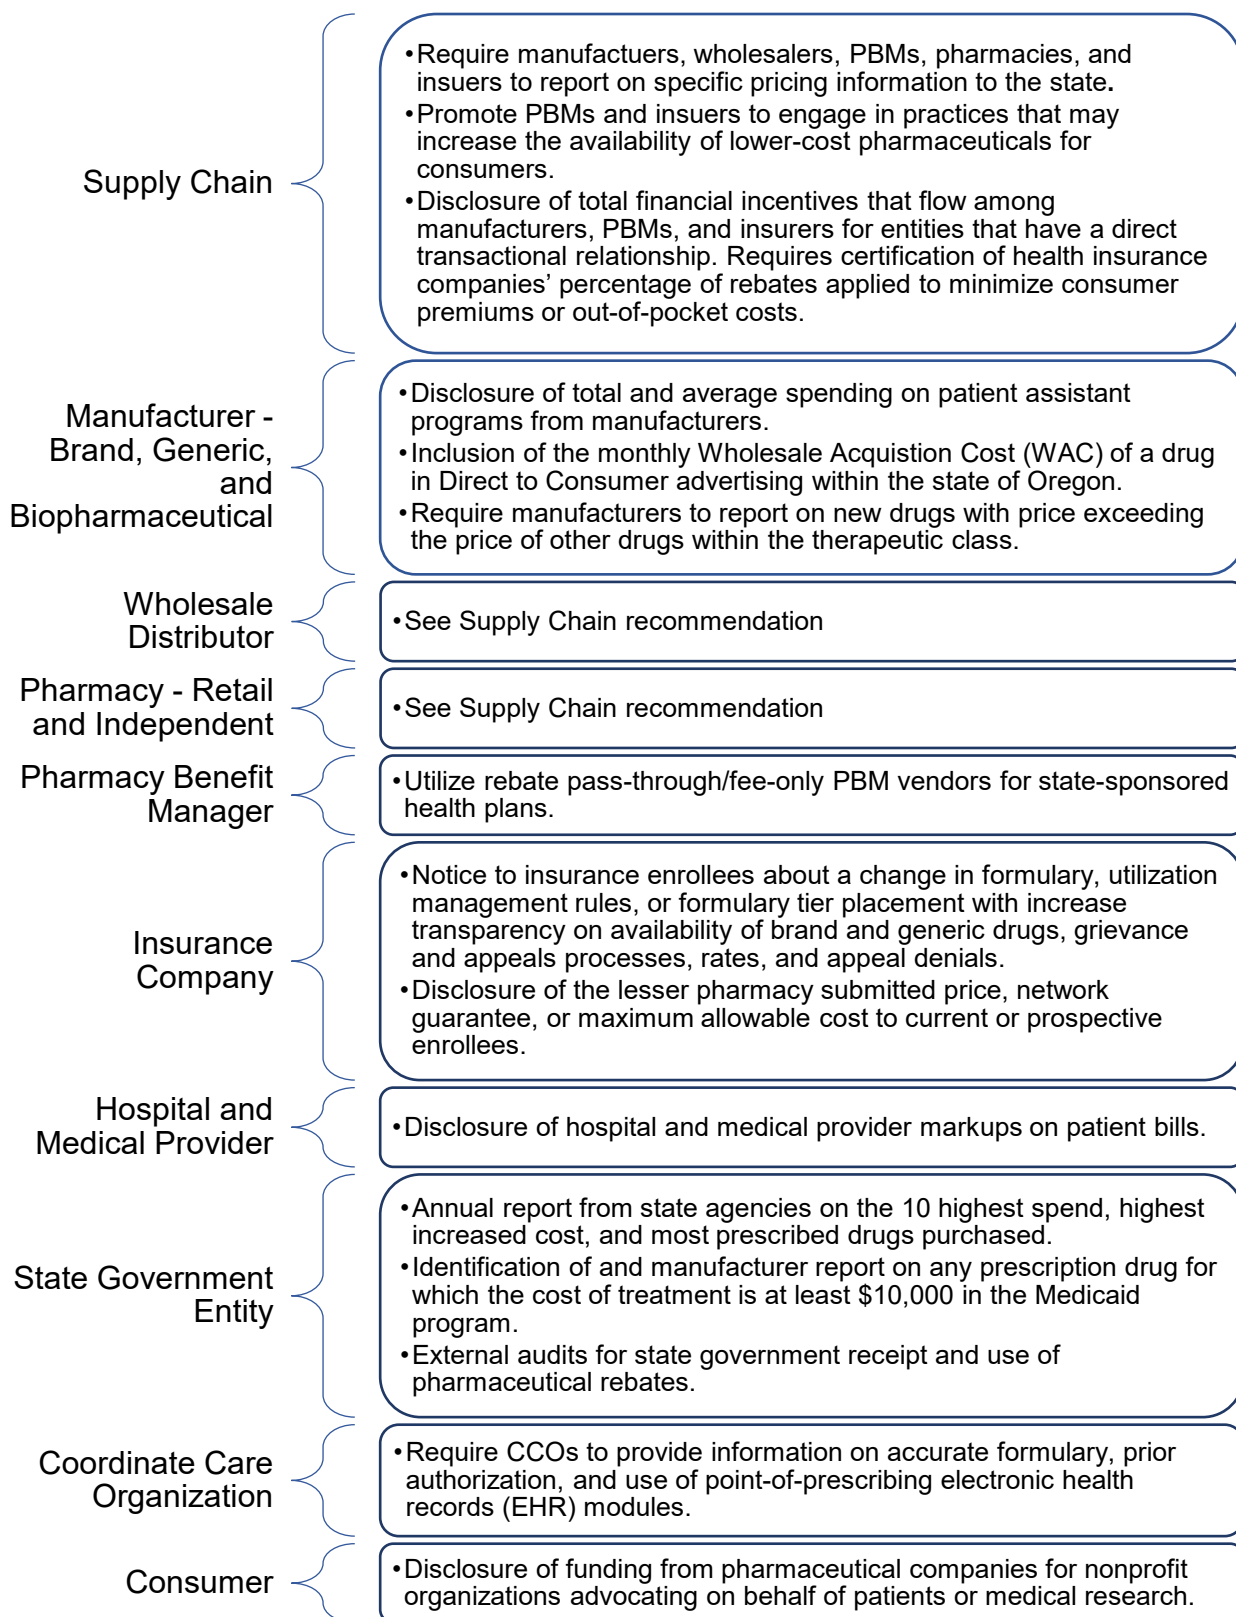 Supply Chain
•Require manufactuers, wholesalers, PBMs, pharmacies, and
insuers to report on specific pricing information to the state.
•Promote PBMs and insuers to engage in practices that may
increase the availability of lower-cost pharmaceuticals for
consumers.
•Disclosure of total financial incentives that flow among
manufacturers, PBMs, and insurers for entities that have a direct
transactional relationship. Requires certification of health insurance
companies’ percentage of rebates applied to minimize consumer
premiums or out-of-pocket costs.
Manufacturer -
Brand, Generic,
and
Biopharmaceutical
•Disclosure of total and average spending on patient assistant
programs from manufacturers.
•Inclusion of the monthly Wholesale Acquistion Cost (WAC) of a drug
in Direct to Consumer advertising within the state of Oregon.
•Require manufacturers to report on new drugs with price exceeding
the price of other drugs within the therapeutic class.
Wholesale
Distributor
•See Supply Chain recommendation
Pharmacy - Retail
and Independent
•See Supply Chain recommendation
Pharmacy Benefit
Manager
•Utilize rebate pass-through/fee-only PBM vendors for state-sponsored
health plans.
Insurance
Company
•Notice to insurance enrollees about a change in formulary, utilization
management rules, or formulary tier placement with increase
transparency on availability of brand and generic drugs, grievance
and appeals processes, rates, and appeal denials.
•Disclosure of the lesser pharmacy submitted price, network
guarantee, or maximum allowable cost to current or prospective
enrollees.
Hospital and
Medical Provider
•Disclosure of hospital and medical provider markups on patient bills.
State Government
Entity
•Annual report from state agencies on the 10 highest spend, highest
increased cost, and most prescribed drugs purchased.
•Identification of and manufacturer report on any prescription drug for
which the cost of treatment is at least $10,000 in the Medicaid
program.
•External audits for state government receipt and use of
pharmaceutical rebates.
Coordinate Care
Organization
•Require CCOs to provide information on accurate formulary, prior
authorization, and use of point-of-prescribing electronic health
records (EHR) modules.
Consumer
•Disclosure of funding from pharmaceutical companies for nonprofit
organizations advocating on behalf of patients or medical research.